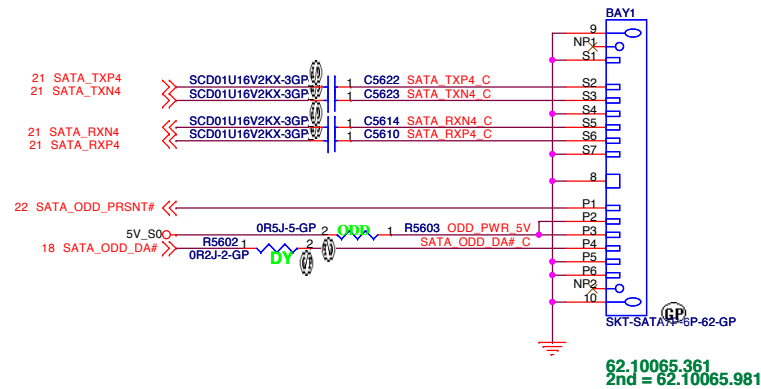 BAY1
9
NP1
S1
21 SATA_TXP4 SCD01U16V2KX-3GP 1 C5622 SATA_TXP4_C S2
21 SATA_TXN4 SCD01U16V2KX-3GP 1 C5623 SATA_TXN4_C S3
S4
21 SATA_RXN4 SCD01U16V2KX-3GP 1 C5614 SATA_RXN4_C S5
21 SATA_RXP4 SCD01U16V2KX-3GP 1 C5610 SATA_RXP4_C S6
S7
8
22 SATA_ODD_PRSNT# P1
P2
5V_S0 0R5J-5-GP 2 ODD 1 R5603 ODD_PWR_5V P3
18 SATA_ODD_DA# R5602 1 2 SATA_ODD_DA#_C P4
0R2J-2-GP DY P5
P6
NP2
10
GP
SKT-SATA7P-6P-62-GP
62.10065.361
2nd = 62.10065.981